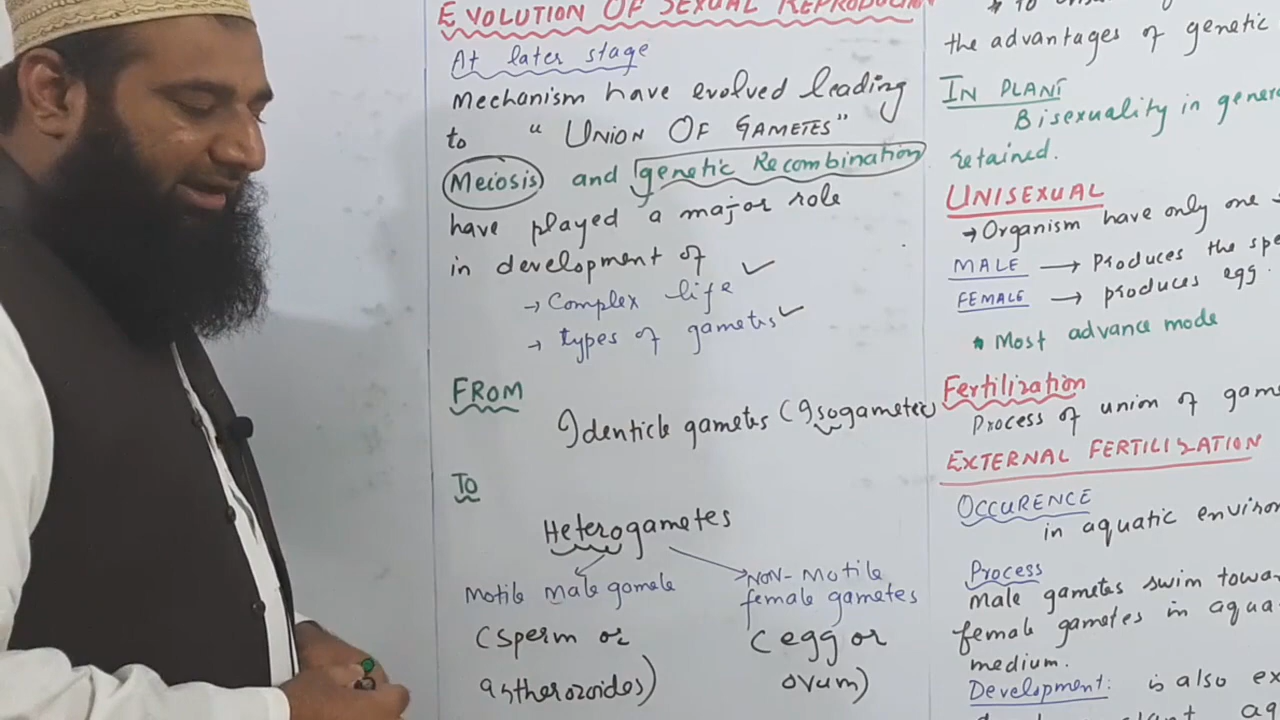 EVOLUTION OF SEXUAL REPRODUCTION
At later stage
Mechanism have evolved leading
to "UNION OF GAMETES"
Meiosis and genetic Recombination
have played a major role
in development of ✓
→ Complex life
→ types of gametes ✓
FROM
Identicle gametes (Isogametes)
TO
Heterogametes
Motile male gamete
(sperm or
antherozoides)
NON-Motile
female gametes
(egg or
ovum)
the advantages of genetic
IN PLANT
Bisexuality in gener
retained.
UNISEXUAL
→ Organism have only one
MALE → Produces the spe
FEMALE → produces egg.
* Most advance mode
Fertilization
Process of union of gam
EXTERNAL FERTILIZATION
OCCURENCE
in aquatic environ
Process
Male gametes swim towar
female gametes in aqua
medium.
Development: is also ex